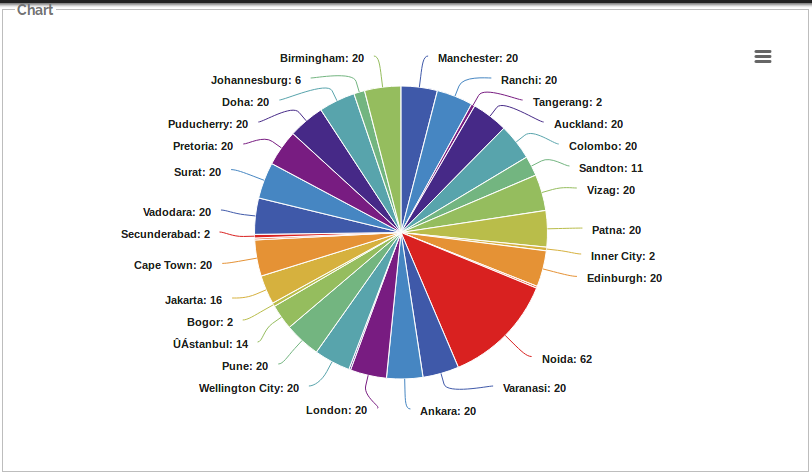 Chart
Birmingham: 20
Manchester: 20
Johannesburg: 6
Ranchi: 20
Doha: 20
Tangerang: 2
Puducherry: 20
Auckland: 20
Pretoria: 20
Colombo: 20
Surat: 20
Sandton: 11
Vizag: 20
Vadodara: 20
Patna: 20
Secunderabad: 2
Inner City: 2
Cape Town: 20
Edinburgh: 20
Jakarta: 16
Bogor: 2
ÛÁstanbul: 14
Noida: 62
Pune: 20
Wellington City: 20
Varanasi: 20
London: 20
Ankara: 20